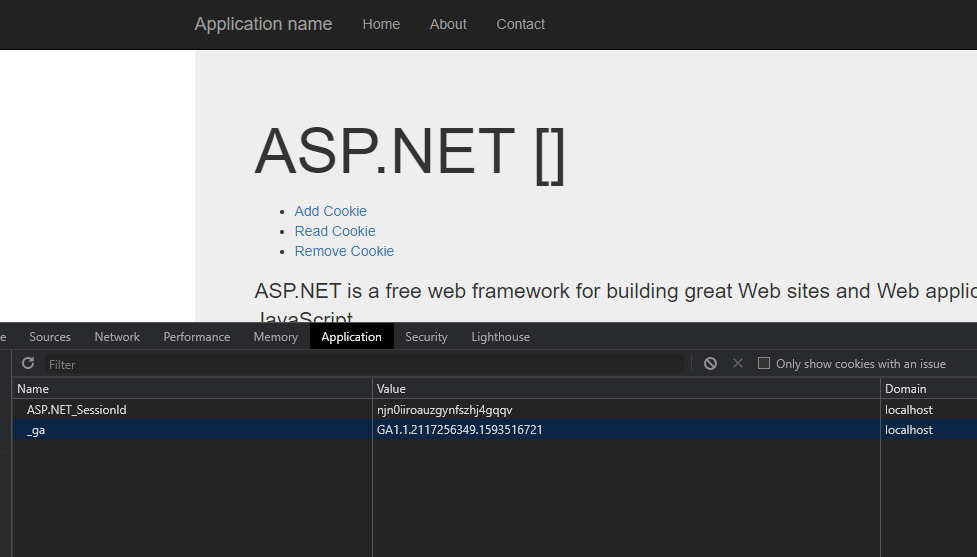 Application name Home About Contact
ASP.NET []
Add Cookie
Read Cookie
Remove Cookie
ASP.NET is a free web framework for building great Web sites and Web applic
JavaScript
e Sources Network Performance Memory Application Security Lighthouse
Filter Only show cookies with an issue
Name Value Domain
ASP.NET_SessionId njn0iiroauzgynfszhj4gqqv localhost
_ga GA1.1.2117256349.1593516721 localhost